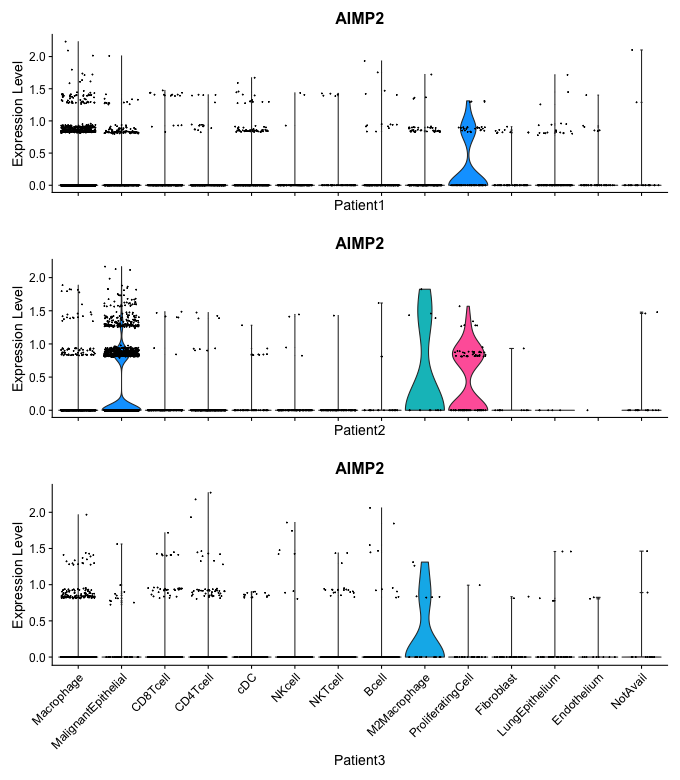 AIMP2
Expression Level
2.0
1.5
1.0
0.5
0.0
Patient1
AIMP2
Expression Level
2.0
1.5
1.0
0.5
0.0
Patient2
AIMP2
Expression Level
2.0
1.5
1.0
0.5
0.0
Macrophage
MalignantEpithelial
CD8Tcell
CD4Tcell
cDC
NKcell
NKTcell
Bcell
M2Macrophage
ProliferatingCell
Fibroblast
LungEpithelium
Endothelium
NotAvail
Patient3